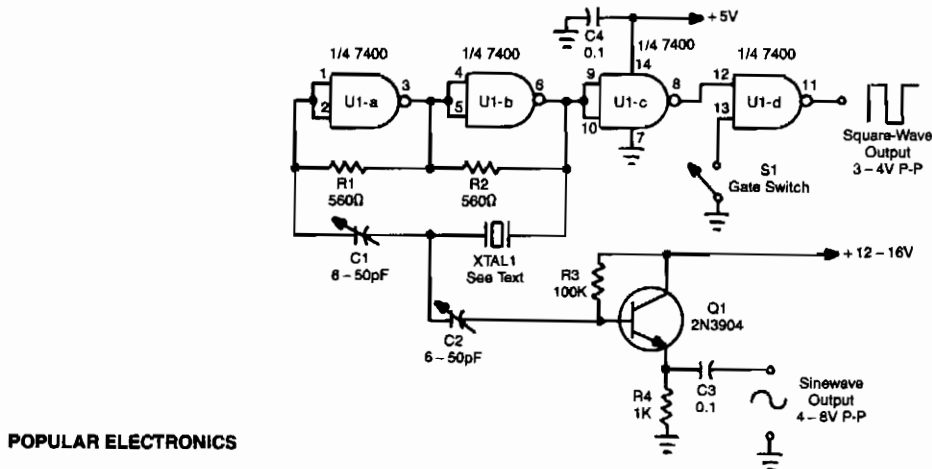 +5V
C4
0.1
1/4 7400
1/4 7400
1/4 7400
1/4 7400
14
1
2
3
U1-a
4
5
6
U1-b
9
10
8
U1-c
7
12
13
11
U1-d
Square-Wave
Output
3-4V P-P
S1
Gate Switch
R1
560Ω
R2
560Ω
C1
6-50pF
XTAL1
See Text
+12-16V
R3
100K
Q1
2N3904
C2
6-50pF
R4
1K
C3
0.1
Sinewave
Output
4-8V P-P
POPULAR ELECTRONICS